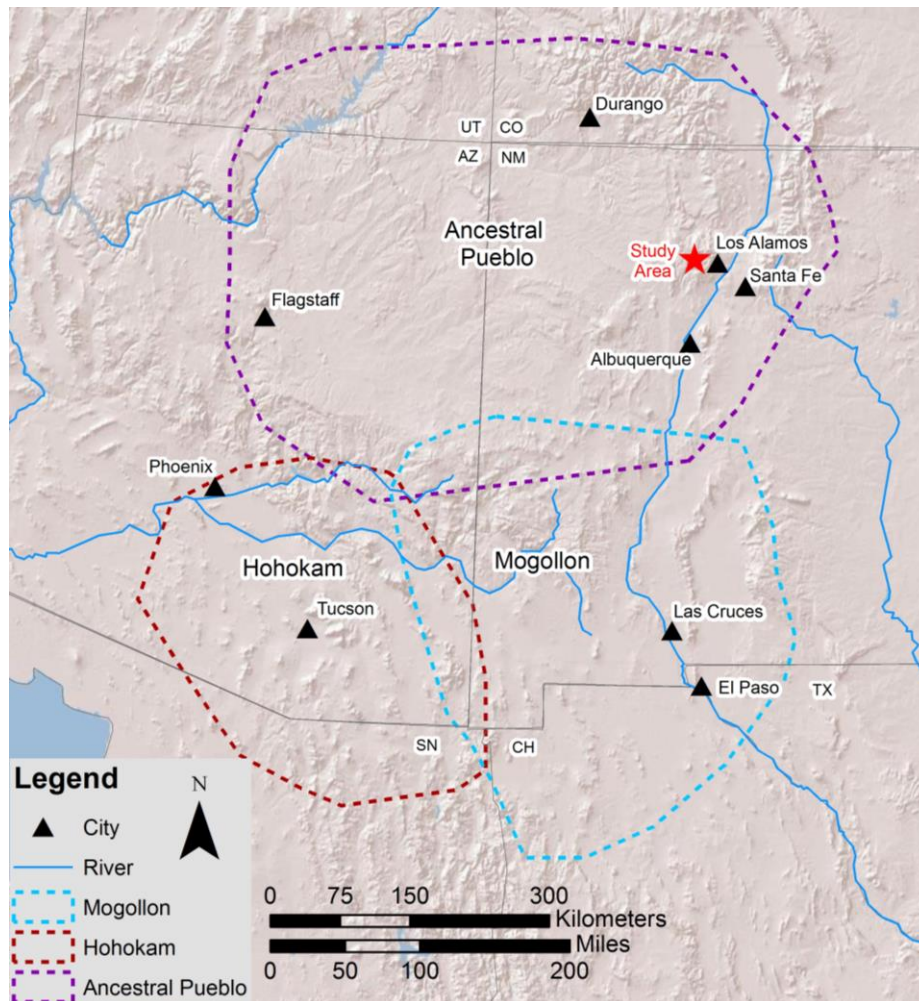 Durango
UT CO
AZ NM
Ancestral
Pueblo
Study
Area
Los Alamos
Santa Fe
Flagstaff
Albuquerque
Phoenix
Hohokam
Mogollon
Tucson
Las Cruces
El Paso
TX
SN
CH
Legend
City
River
Mogollon
Hohokam
Ancestral Pueblo
N
0 75 150 300
Kilometers
Miles
0 50 100 200